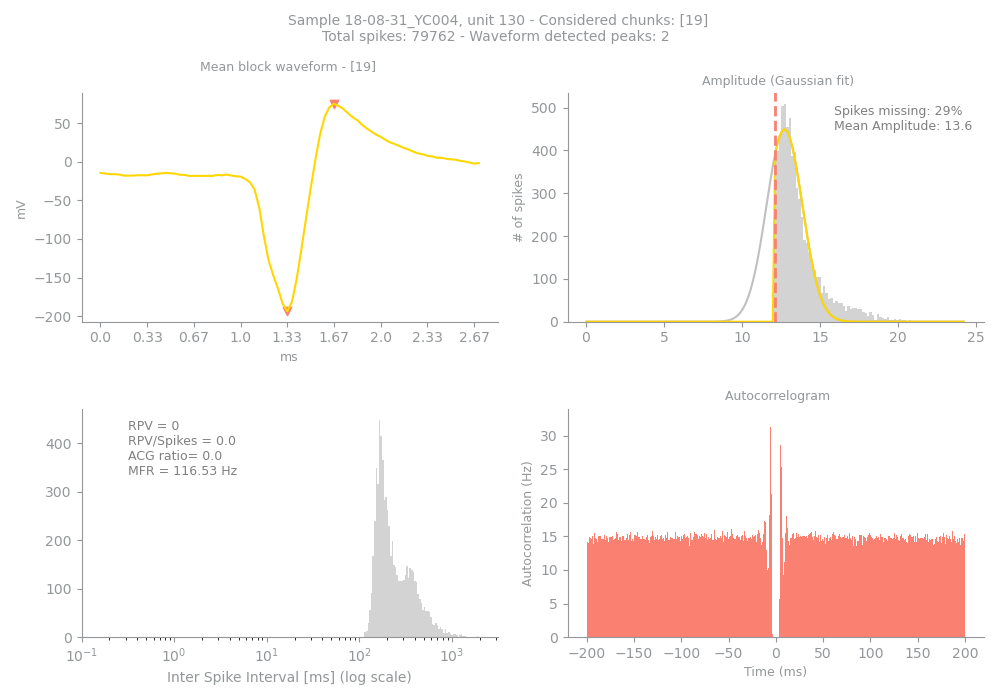 Sample 18-08-31_YC004, unit 130 - Considered chunks: [19]
Total spikes: 79762 - Waveform detected peaks: 2
Mean block waveform - [19]
50
0
−50
−100
−150
−200
mV
0.0 0.33 0.67 1.0 1.33 1.67 2.0 2.33 2.67
ms
Amplitude (Gaussian fit)
Spikes missing: 29%
Mean Amplitude: 13.6
500
400
300
200
100
0
# of spikes
0 5 10 15 20 25
RPV = 0
RPV/Spikes = 0.0
ACG ratio= 0.0
MFR = 116.53 Hz
400
300
200
100
0
10⁻¹ 10⁰ 10¹ 10² 10³
Inter Spike Interval [ms] (log scale)
Autocorrelogram
30
25
20
15
10
5
0
Autocorrelation (Hz)
−200 −150 −100 −50 0 50 100 150 200
Time (ms)